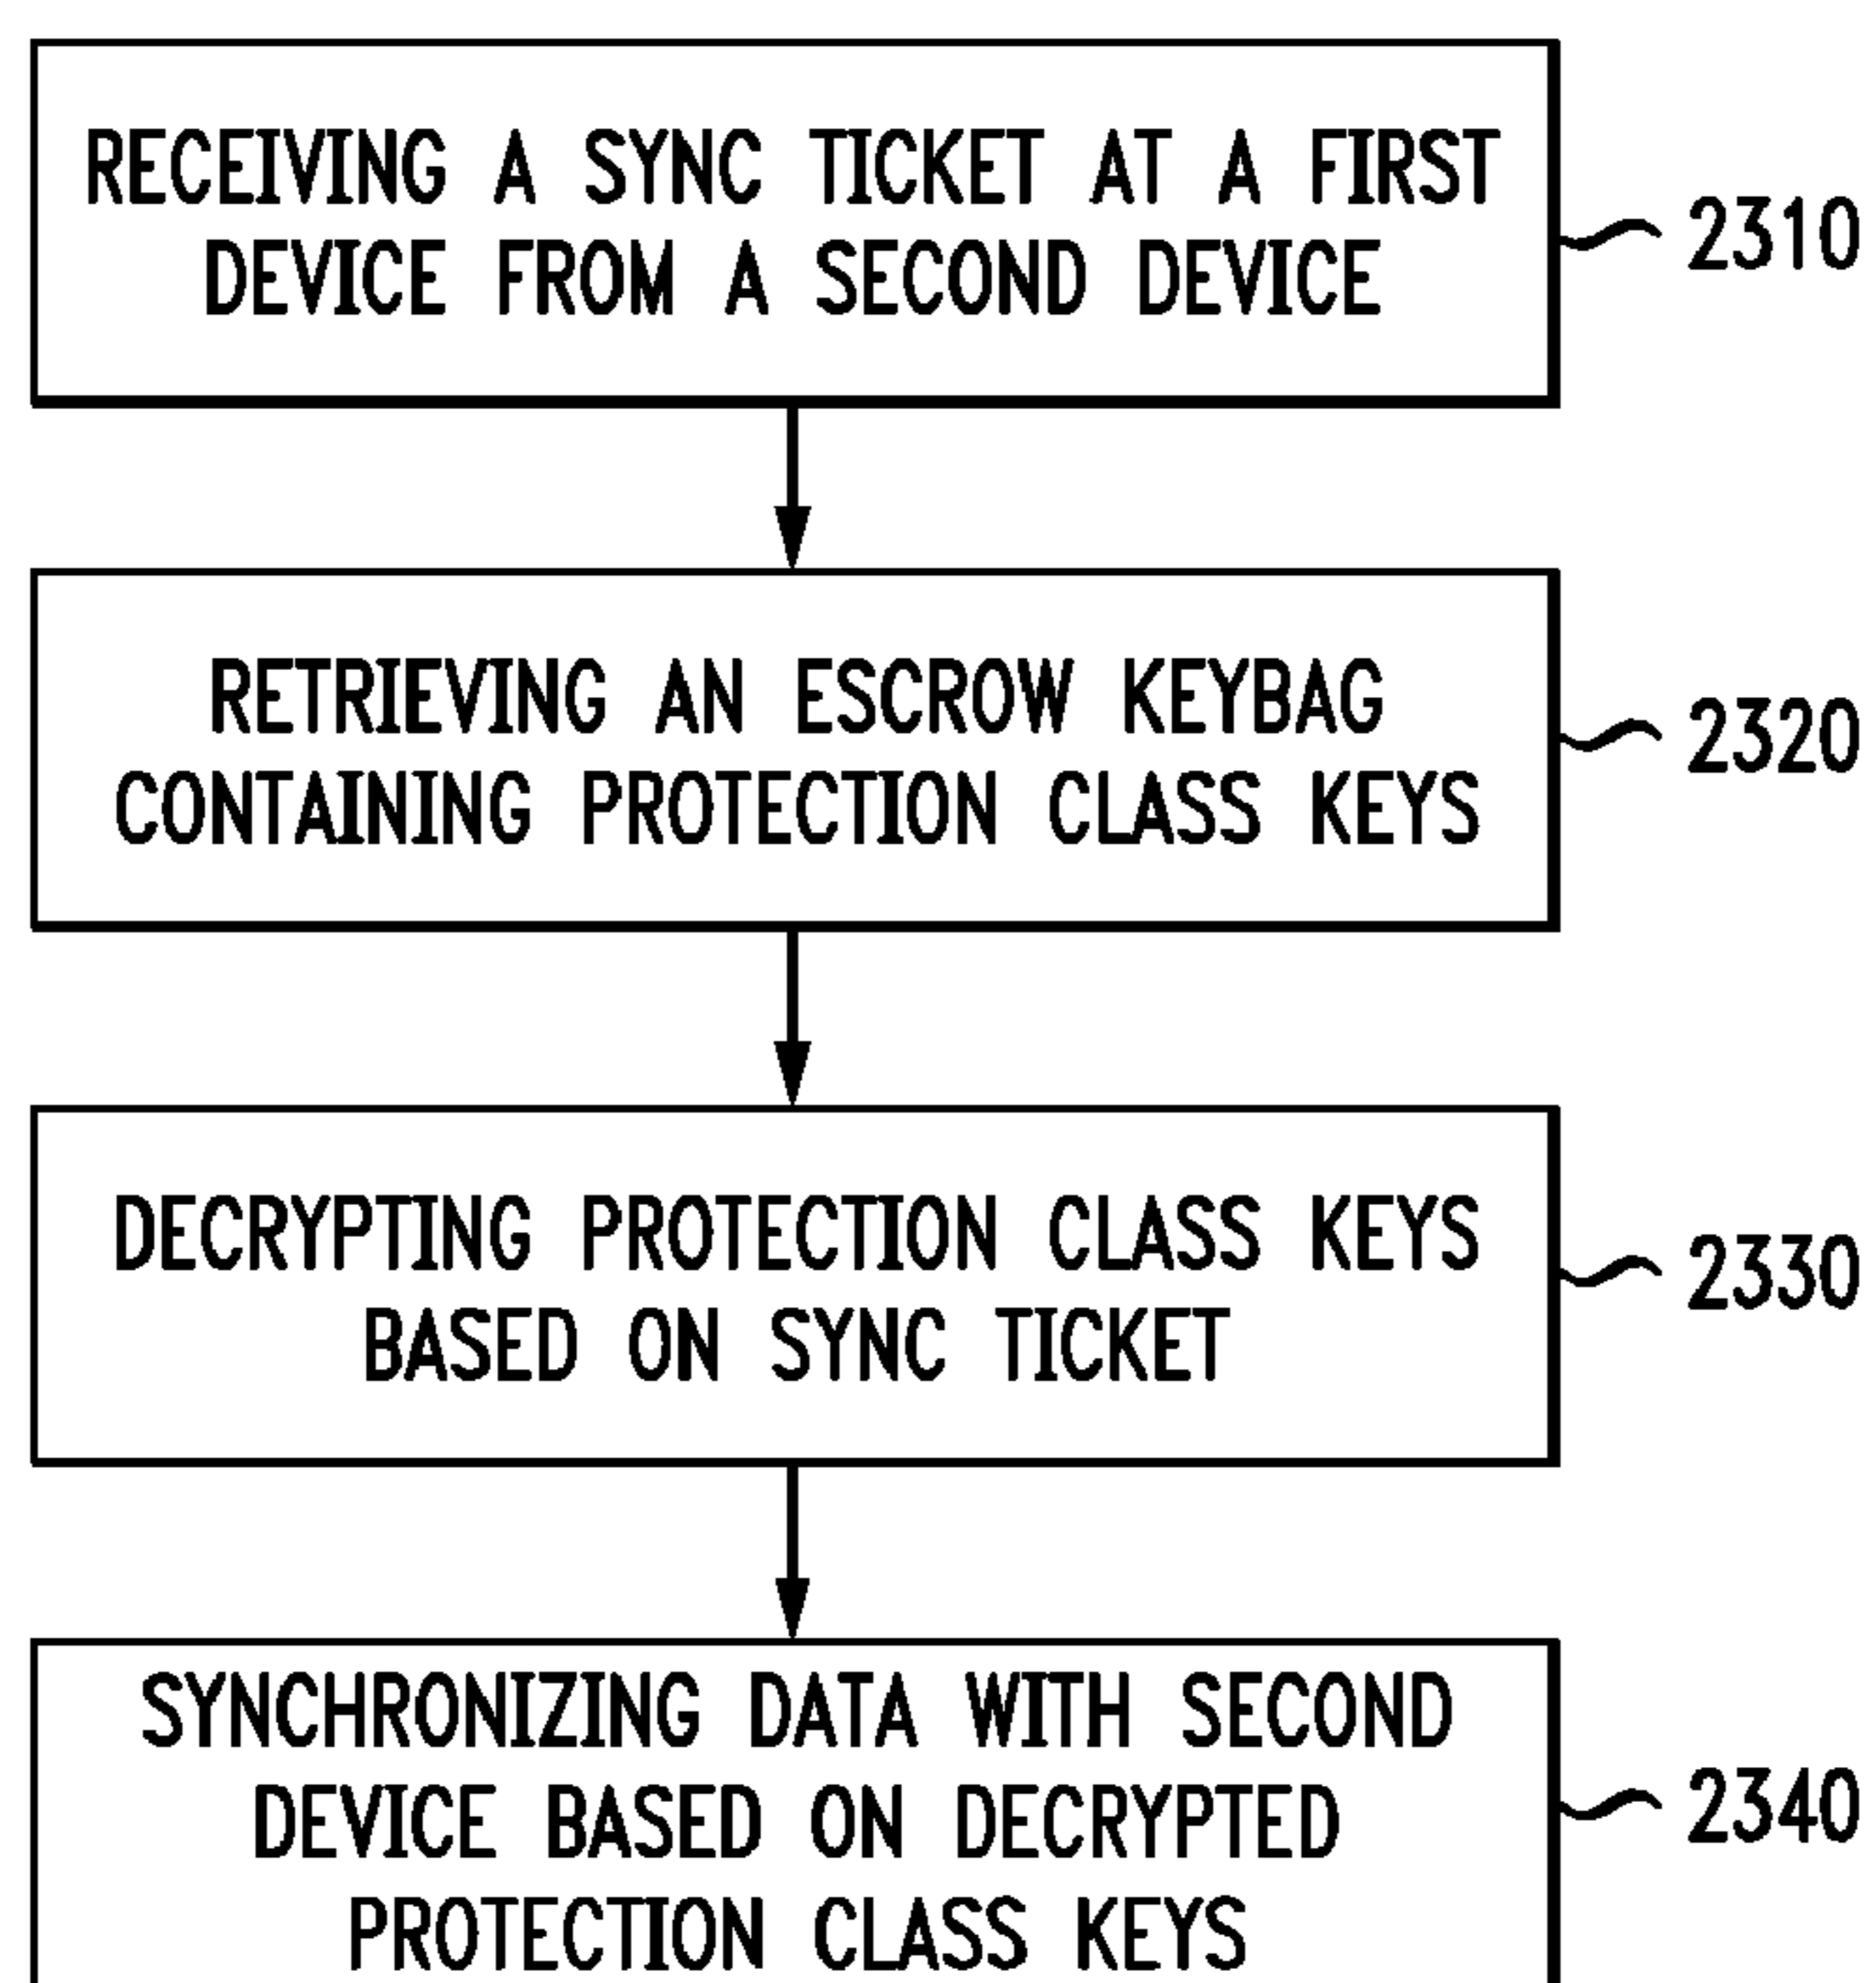 RECEIVING A SYNC TICKET AT A FIRST
DEVICE FROM A SECOND DEVICE
2310
RETRIEVING AN ESCROW KEYBAG
CONTAINING PROTECTION CLASS KEYS
2320
DECRYPTING PROTECTION CLASS KEYS
BASED ON SYNC TICKET
2330
SYNCHRONIZING DATA WITH SECOND
DEVICE BASED ON DECRYPTED
PROTECTION CLASS KEYS
2340